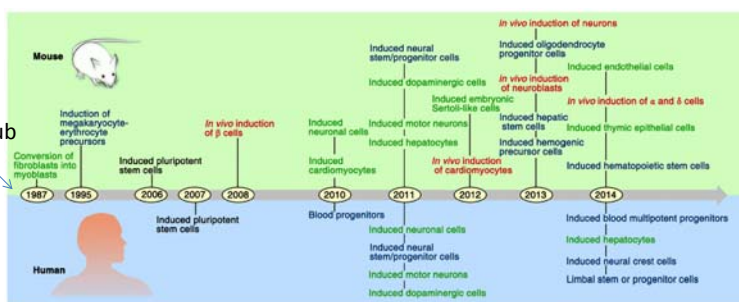 Mouse
ub
Conversion of
fibroblasts into
myoblasts
Induction of
megakaryocyte-
erythrocyte
precursors
Induced pluripotent
stem cells
In vivo induction
of β cells
Induced
neuronal cells
Induced
cardiomyocytes
Induced neural
stem/progenitor cells
Induced dopaminergic cells
Induced motor neurons
Induced hepatocytes
Induced embryonic
Sertoli-like cells
In vivo induction
of cardiomyocytes
In vivo induction of neurons
Induced oligodendrocyte
progenitor cells
In vivo induction
of neuroblasts
Induced hepatic
stem cells
Induced hemogenic
precursor cells
Induced endothelial cells
In vivo induction of α and δ cells
Induced thymic epithelial cells
Induced hematopoietic stem cells
1987 1995 2006 2007 2008 2010 2011 2012 2013 2014
Induced pluripotent
stem cells
Blood progenitors
Induced neuronal cells
Induced neural
stem/progenitor cells
Induced motor neurons
Induced dopaminergic cells
Induced blood multipotent progenitors
Induced hepatocytes
Induced neural crest cells
Limbal stem or progenitor cells
Human